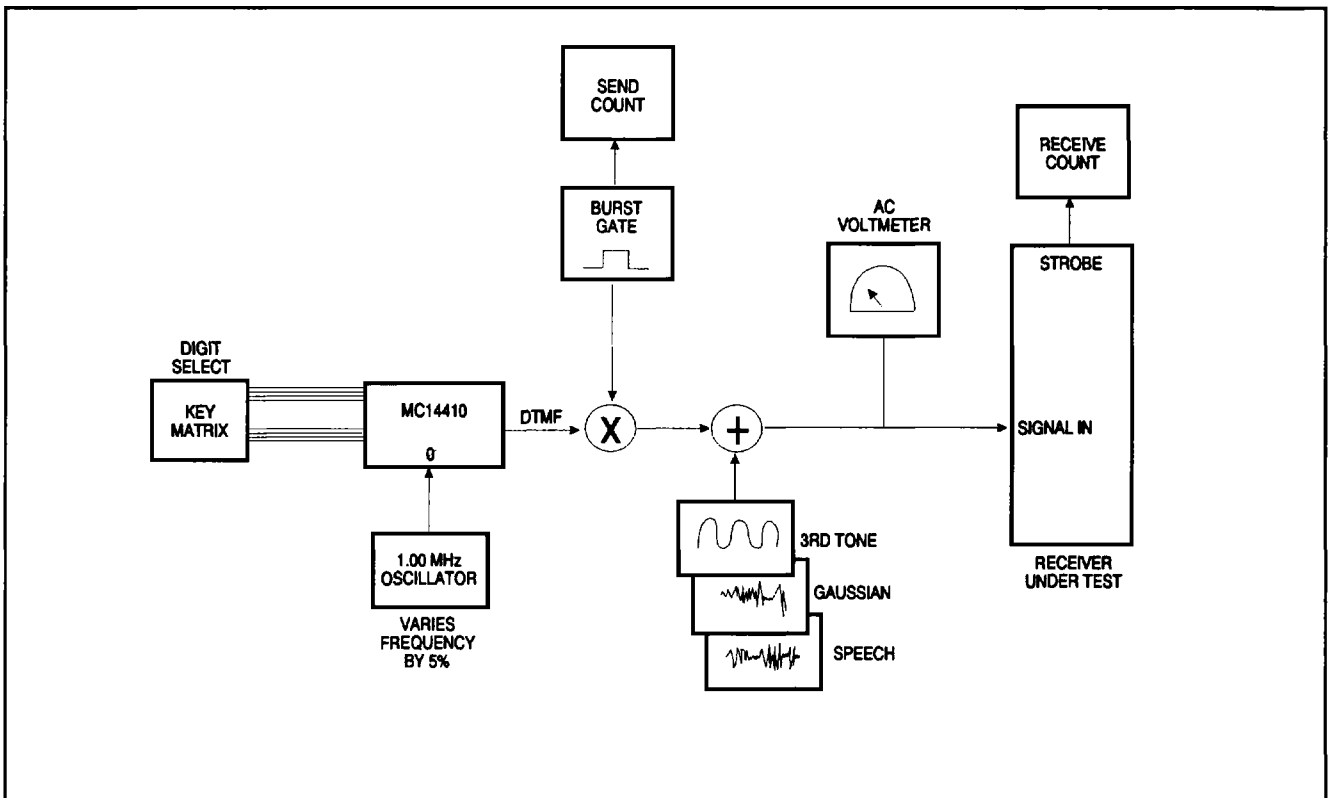 SEND
COUNT
BURST
GATE
RECEIVE
COUNT
AC
VOLTMETER
STROBE
DIGIT
SELECT
KEY
MATRIX
MC14410
0
DTMF
X
+
SIGNAL IN
1.00 MHz
OSCILLATOR
VARIES
FREQUENCY
BY 5%
3RD TONE
GAUSSIAN
SPEECH
RECEIVER
UNDER TEST